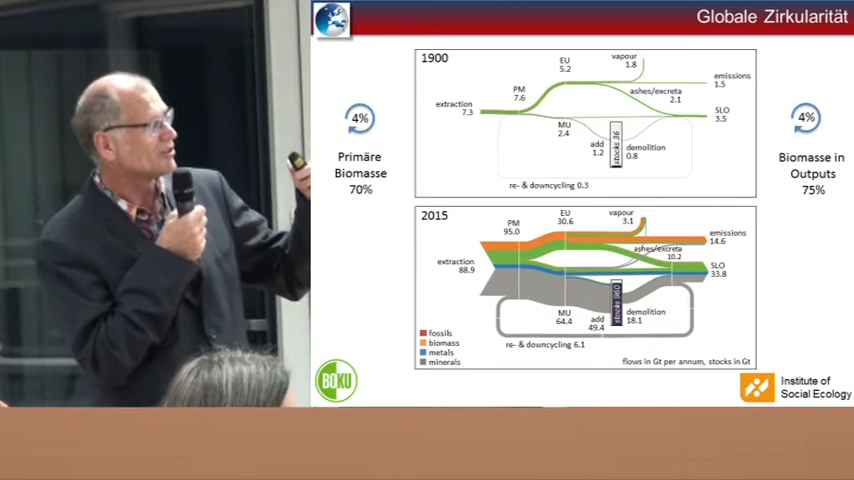 Globale Zirkularität
1900
vapour
1.8
EU
5.2
emissions
1.5
PM
7.6
ashes/excreta
2.1
extraction
7.3
SLO
3.5
MU
2.4
add
1.2
stocks 36
demolition
0.8
re- & downcycling 0.3
4%
Primäre
Biomasse
70%
4%
Biomasse in
Outputs
75%
2015
vapour
3.1
EU
30.6
PM
95.0
emissions
14.6
ashes/excreta
10.2
extraction
88.9
SLO
33.8
MU
64.4
add
49.4
stocks 960
demolition
18.1
re- & downcycling 6.1
fossils
biomass
metals
minerals
flows in Gt per annum, stocks in Gt
BOKU
Institute of
Social Ecology